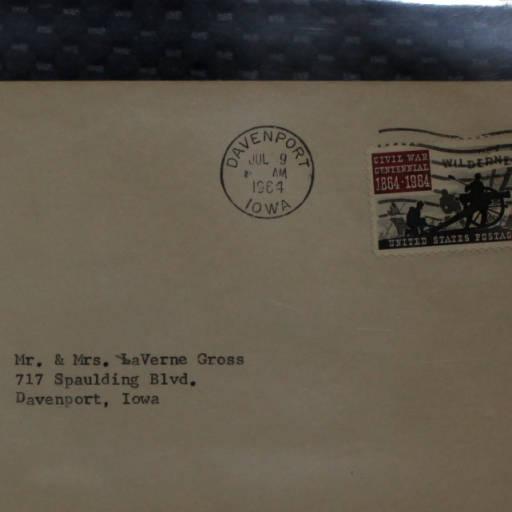 DAVENPORT
JUL 9
AM
1964
IOWA
CIVIL WAR
CENTENNIAL
1864-1964
UNITED STATES POSTAG
Mr. & Mrs. LaVerne Gross
717 Spaulding Blvd.
Davenport, Iowa